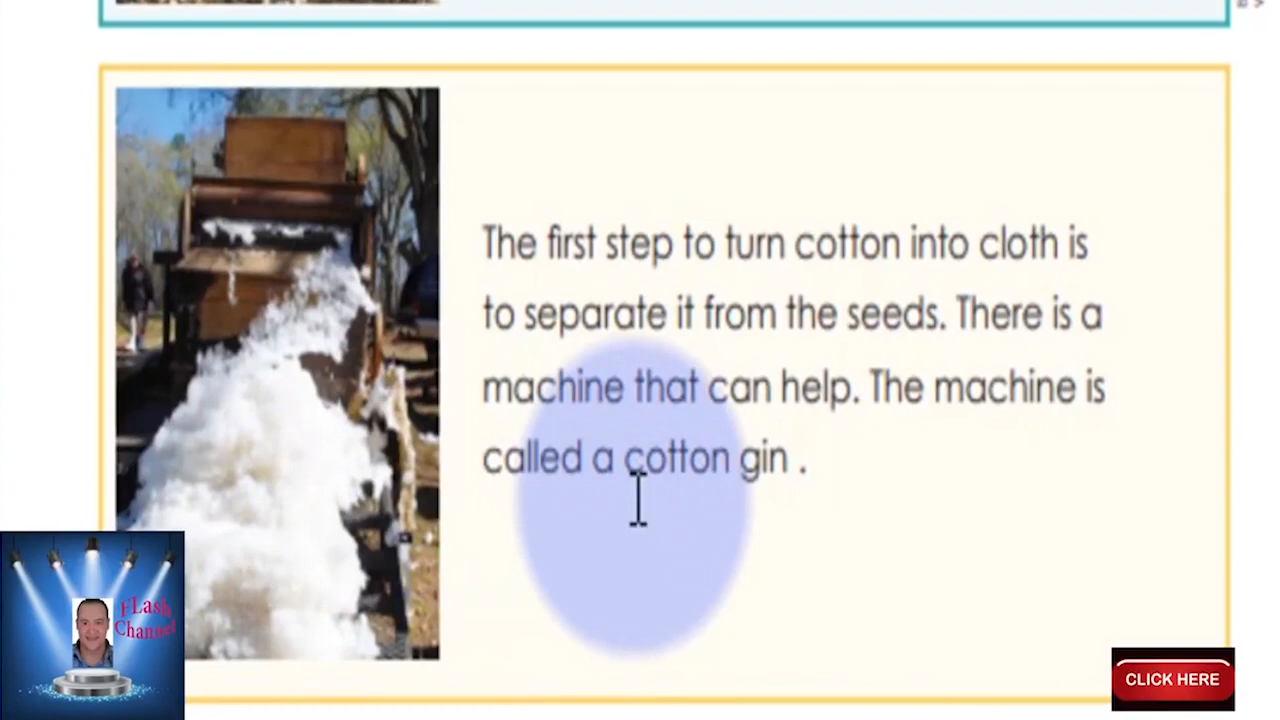 The first step to turn cotton into cloth is
to separate it from the seeds. There is a
machine that can help. The machine is
called a cotton gin .
FLash
Channel
CLICK HERE